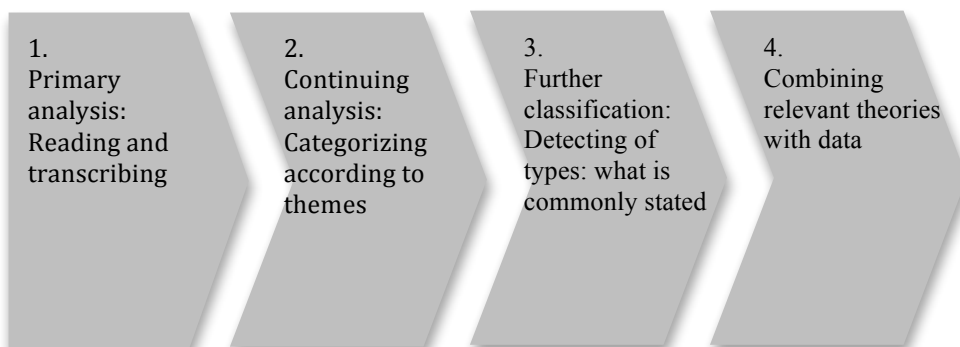 1.
Primary
analysis:
Reading and
transcribing
2.
Continuing
analysis:
Categorizing
according to
themes
3.
Further
classification:
Detecting of
types: what is
commonly stated
4.
Combining
relevant theories
with data